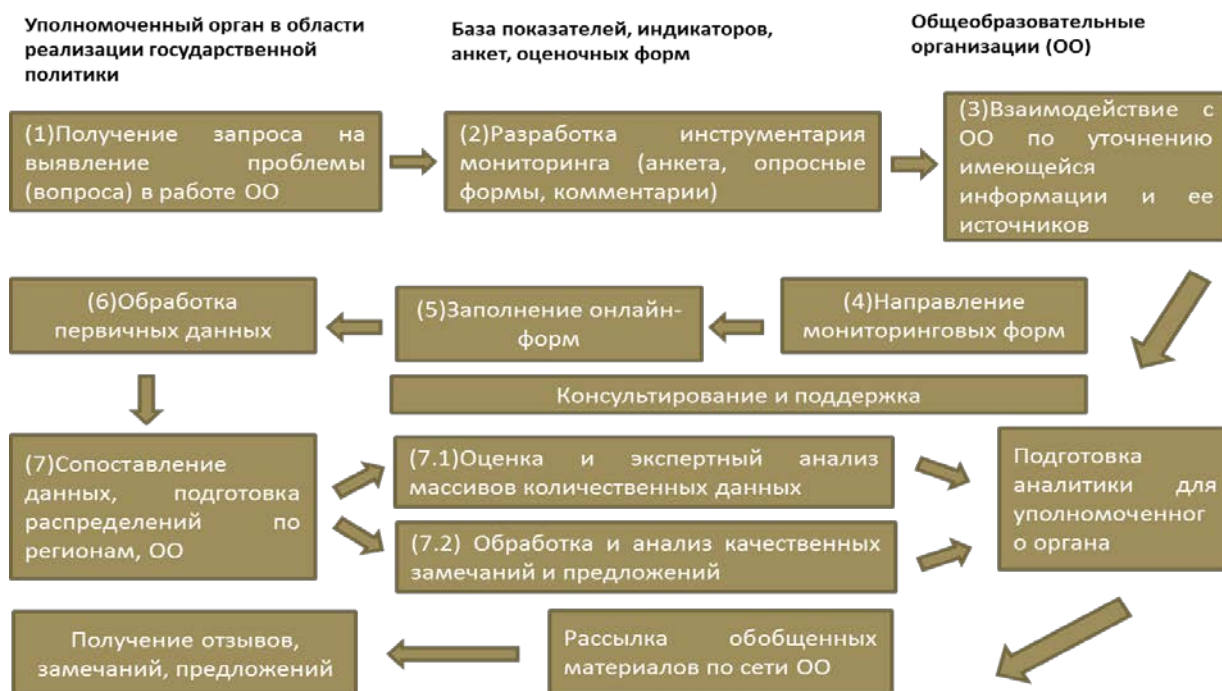 Уполномоченный орган в области
реализации государственной
политики
База показателей, индикаторов,
анкет, оценочных форм
Общеобразовательные
организации (ОО)
(1)Получение запроса на
выявление проблемы
(вопроса) в работе ОО
(2)Разработка инструментария
мониторинга (анкета, опросные
формы, комментарии)
(3)Взаимодействие с
ОО по уточнению
имеющейся
информации и ее
источников
(6)Обработка
первичных данных
(5)Заполнение онлайн-
форм
(4)Направление
мониторинговых форм
Консультирование и поддержка
(7)Сопоставление
данных, подготовка
распределений по
регионам, ОО
(7.1)Оценка и экспертный анализ
массивов количественных данных
(7.2) Обработка и анализ качественных
замечаний и предложений
Подготовка
аналитики для
уполномоченног
о органа
Получение отзывов,
замечаний, предложений
Рассылка обобщенных
материалов по сети ОО